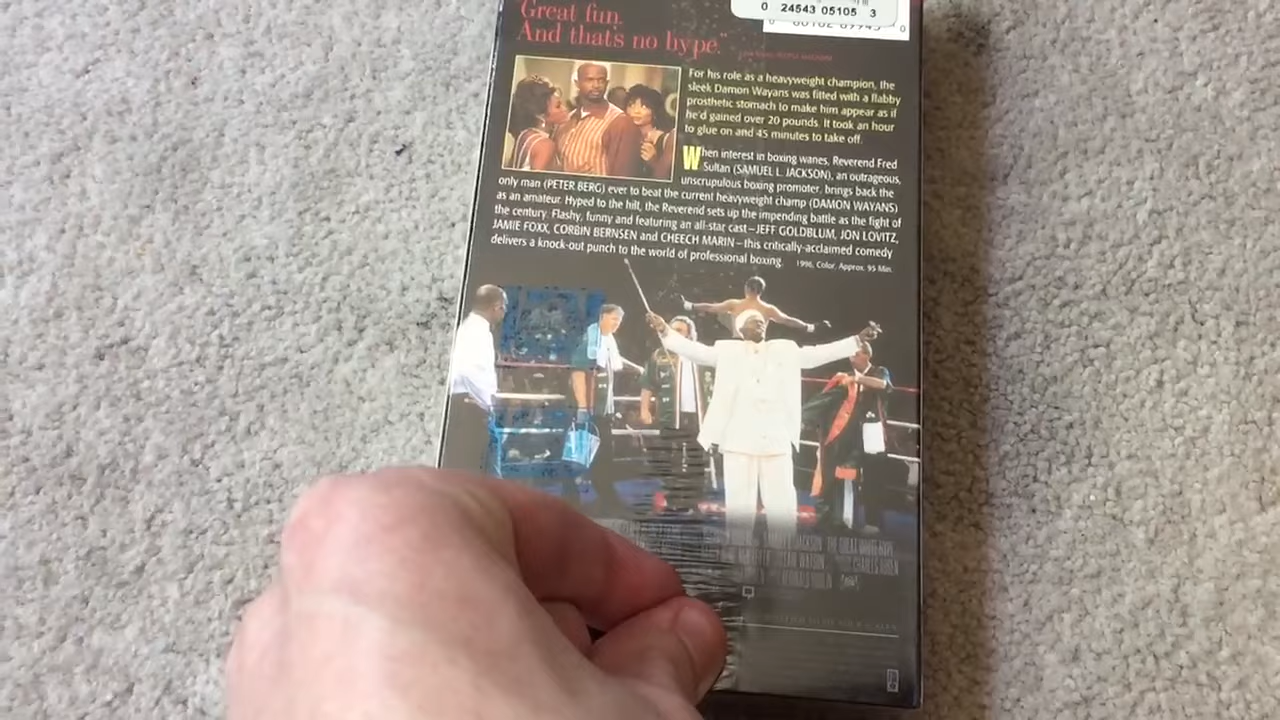 0 24543 05105 3
Great fun.
And that's no hype."
For his role as a heavyweight champion, the
sleek Damon Wayans was fitted with a flabby
prosthetic stomach to make him appear as if
he'd gained over 20 pounds. It took an hour
to glue on and 45 minutes to take off.
When interest in boxing wanes, Reverend Fred
Sultan (SAMUEL L. JACKSON), an outrageous,
unscrupulous boxing promoter, brings back the
only man (PETER BERG) ever to beat the current heavyweight champ (DAMON WAYANS)
as an amateur. Hyped to the hilt, the Reverend sets up the impending battle as the fight of
the century. Flashy, funny and featuring an all-star cast—JEFF GOLDBLUM, JON LOVITZ,
JAMIE FOXX, CORBIN BERNSEN and CHEECH MARIN—this critically-acclaimed comedy
delivers a knock-out punch to the world of professional boxing. 1996, Color, Approx. 95 Min.
JACKSON THE GREAT WHITE HYPE